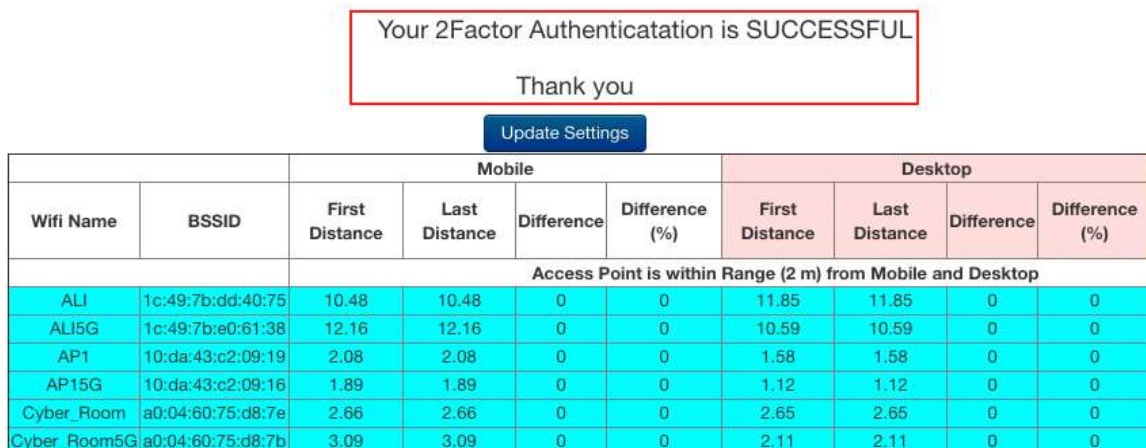 Your 2Factor Authenticatation is SUCCESSFUL
Thank you
Update Settings
Mobile Desktop
Wifi Name BSSID First Distance Last Distance Difference Difference (%) First Distance Last Distance Difference Difference (%)
Access Point is within Range (2 m) from Mobile and Desktop
ALI 1c:49:7b:dd:40:75 10.48 10.48 0 0 11.85 11.85 0 0
ALI5G 1c:49:7b:e0:61:38 12.16 12.16 0 0 10.59 10.59 0 0
AP1 10:da:43:c2:09:19 2.08 2.08 0 0 1.58 1.58 0 0
AP15G 10:da:43:c2:09:16 1.89 1.89 0 0 1.12 1.12 0 0
Cyber_Room a0:04:60:75:d8:7e 2.66 2.66 0 0 2.65 2.65 0 0
Cyber_Room5G a0:04:60:75:d8:7b 3.09 3.09 0 0 2.11 2.11 0 0